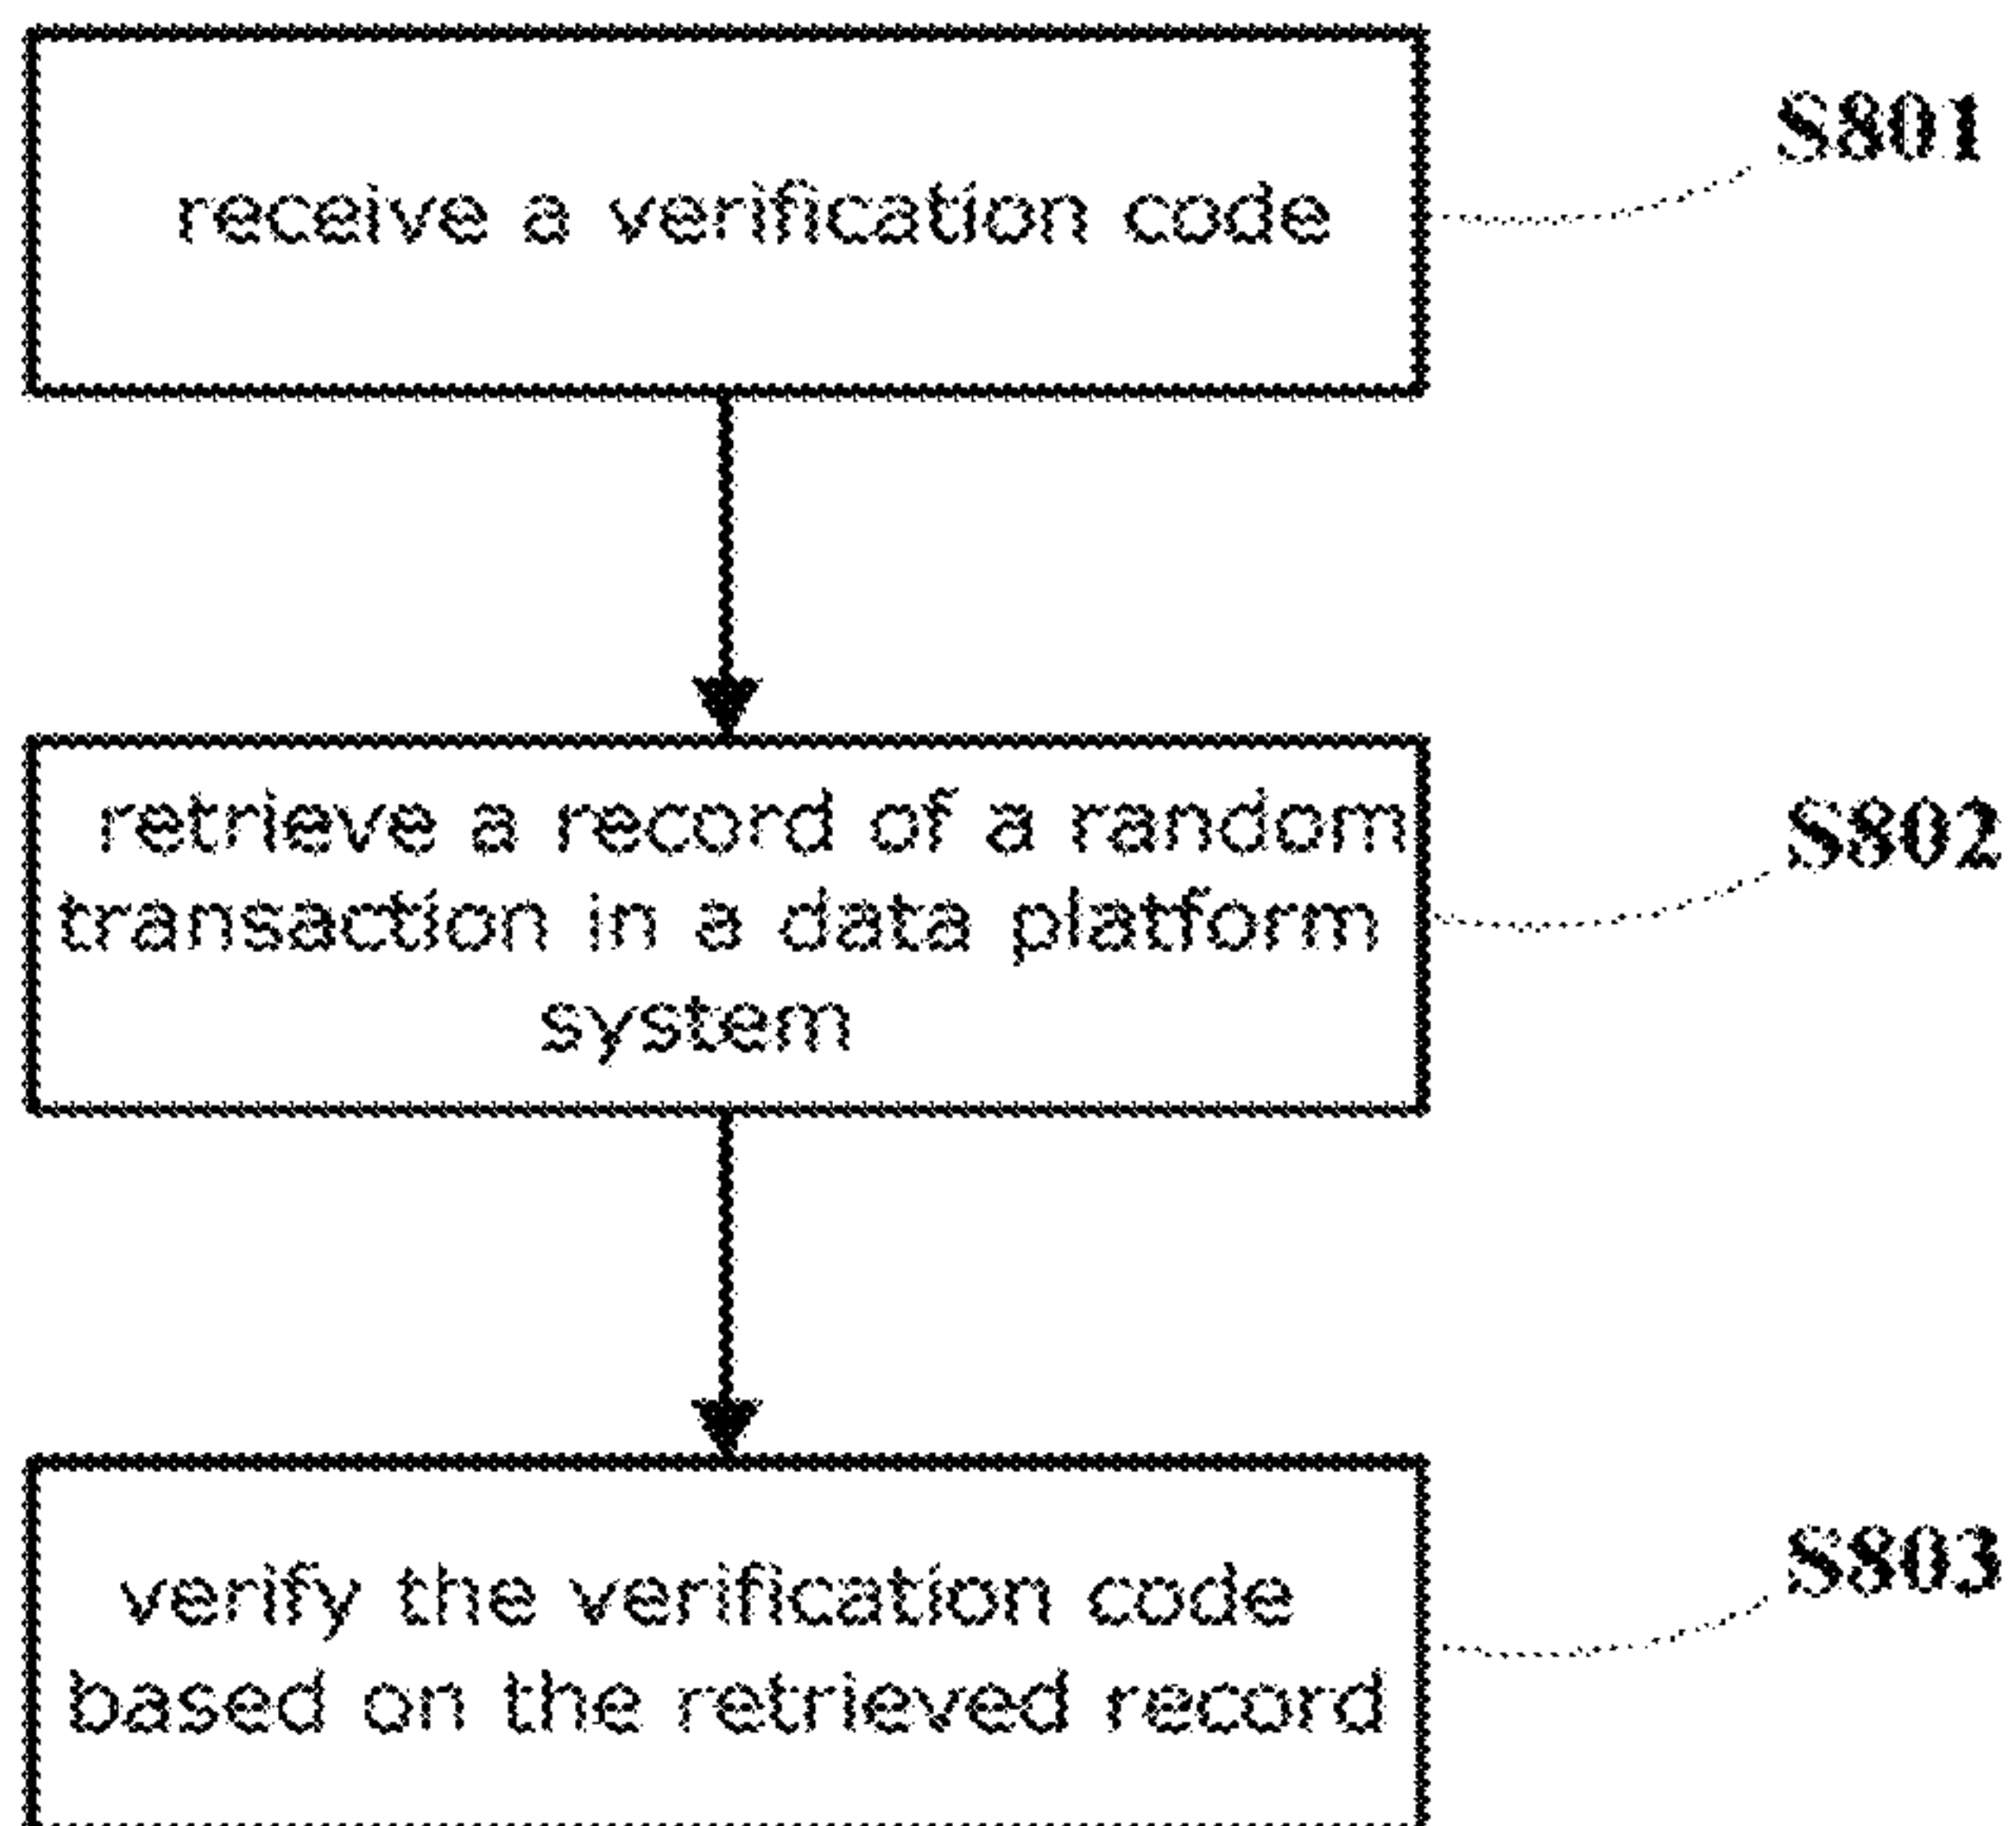 receive a verification code
S801
retrieve a record of a random
transaction in a data platform
system
S802
verify the verification code
based on the retrieved record
S803